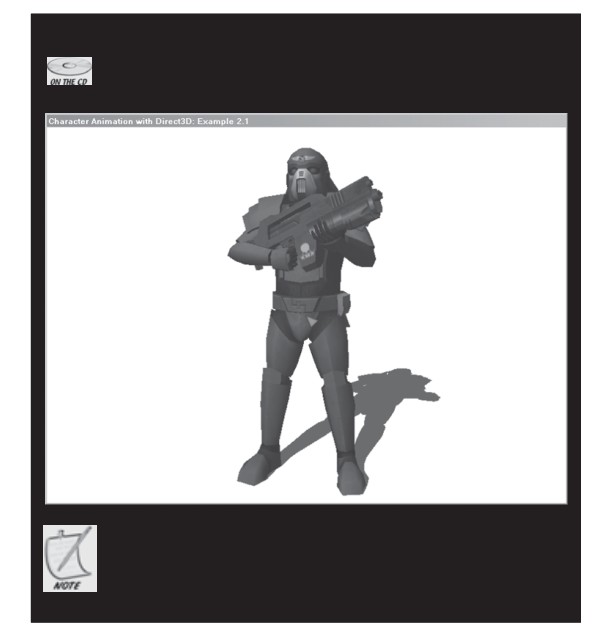 ON THE CD
Character Animation with Direct3D: Example 2.1
NOTE